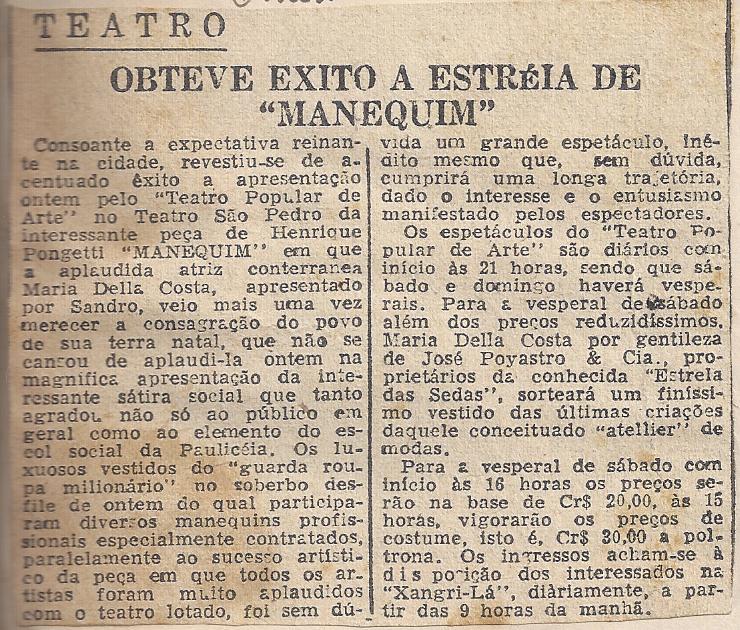 TEATRO
OBTEVE EXITO A ESTRÉIA DE
“MANEQUIM”
Consoante a expectativa reinan-
te na cidade, revestiu-se de a-
centuado êxito a apresentação
ontem pelo “Teatro Popular de
Arte” no Teatro São Pedro da
interessante peça de Henrique
Pongetti “MANEQUIM” em que
a aplaudida atriz conterranea
Maria Della Costa, apresentado
por Sandro, veio mais uma vez
merecer a consagração do povo
de sua terra natal, que não se
cansou de aplaudi-la ontem na
magnifica apresentação da inte-
ressante sátira social que tanto
agradou não só ao público em
geral como ao elemento do es-
col social da Paulicéia. Os lu-
xuosos vestidos do “guarda rou-
pa milionário” no soberbo des-
file de ontem do qual participa-
ram diversos manequins profis-
sionais especialmente contratados,
paralelamente ao sucesso artísti-
co da peça em que todos os ar-
tistas foram muito aplaudidos
com o teatro lotado, foi sem dú-
vida um grande espetáculo, iné-
dito mesmo que, sem dúvida,
cumprirá uma longa trajetória,
dado o interesse e o entusiasmo
manifestado pelos espectadores.
Os espetáculos do “Teatro Po-
pular de Arte” são diários com
início às 21 horas, sendo que sá-
bado e domingo haverá vespe-
rais. Para a vesperal de sábado
além dos preços reduzidíssimos,
Maria Della Costa por gentileza
de José Poyastro & Cia., pro-
prietários da conhecida “Estrela
das Sedas”, sorteará um finíssi-
mo vestido das últimas criações
daquele conceituado “atellier” de
modas.
Para a vesperal de sábado com
início às 16 horas os preços se-
rão na base de Cr$ 20,00, às 15
horas, vigorarão os preços de
costume, isto é, Cr$ 30,00 a pol-
trona. Os ingressos acham-se à
disposição dos interessados na
“Xangri-Lá”, diàriamente, a par-
tir das 9 horas da manhã.